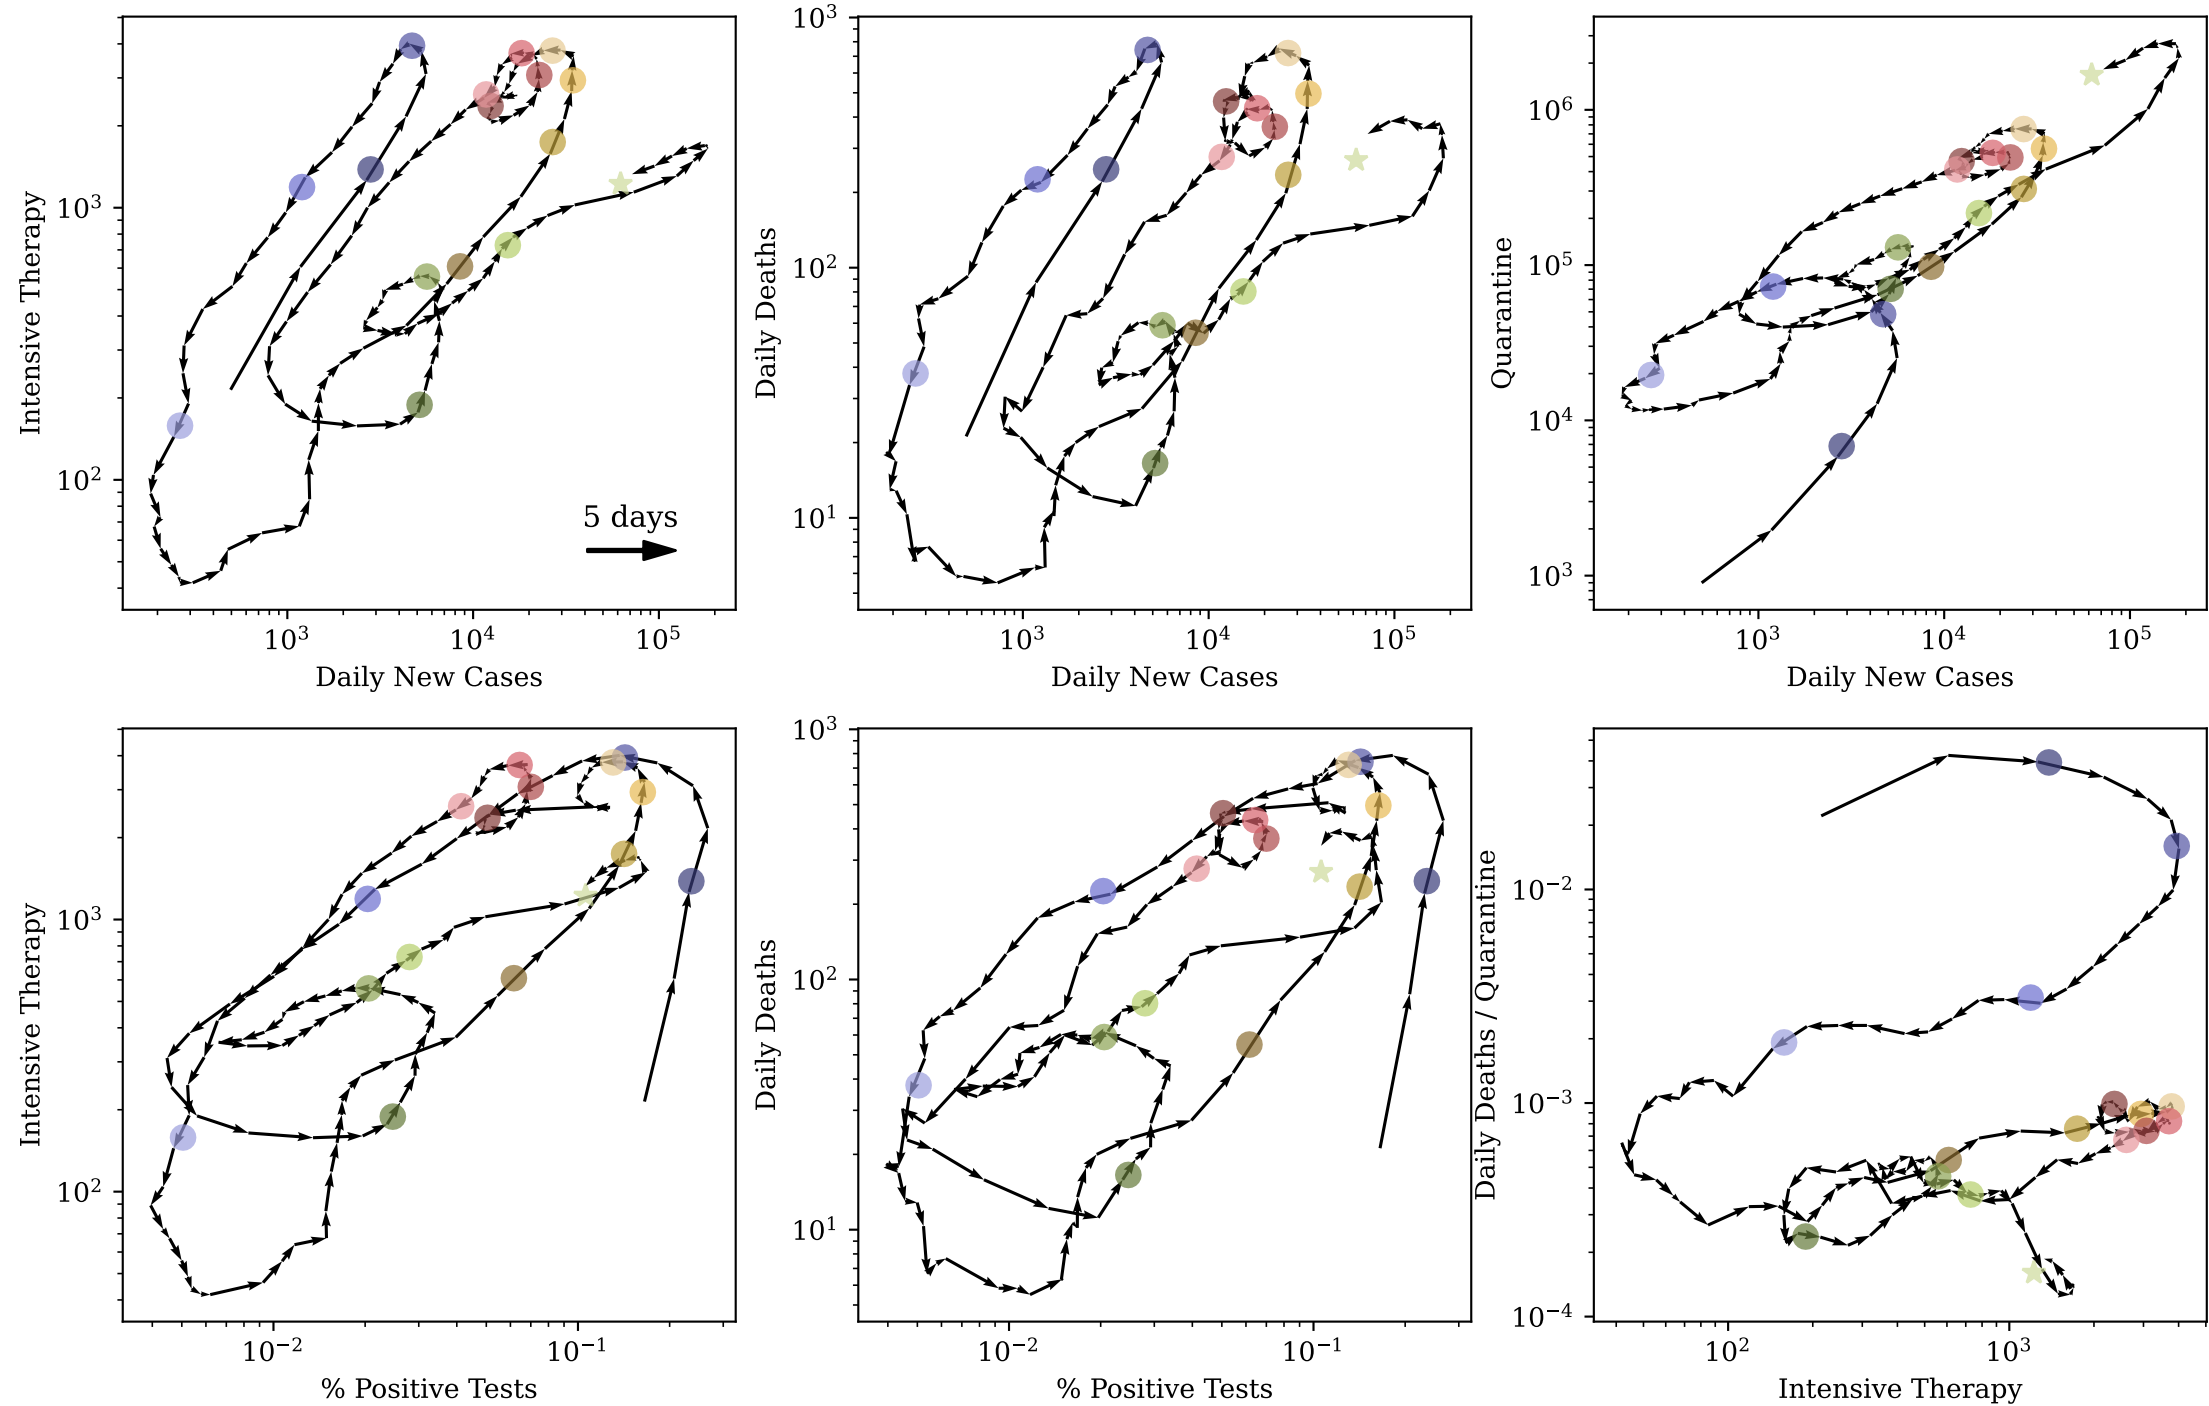 10³
10²
Intensive Therapy
5 days
10³ 10⁴ 10⁵
Daily New Cases
10³
10²
10¹
Daily Deaths
10³ 10⁴ 10⁵
Daily New Cases
10⁶
10⁵
10⁴
10³
Quarantine
10³ 10⁴ 10⁵
Daily New Cases
10³
10²
Intensive Therapy
10⁻² 10⁻¹
% Positive Tests
10³
10²
10¹
Daily Deaths
10⁻² 10⁻¹
% Positive Tests
10⁻²
10⁻³
10⁻⁴
Daily Deaths / Quarantine
10² 10³
Intensive Therapy